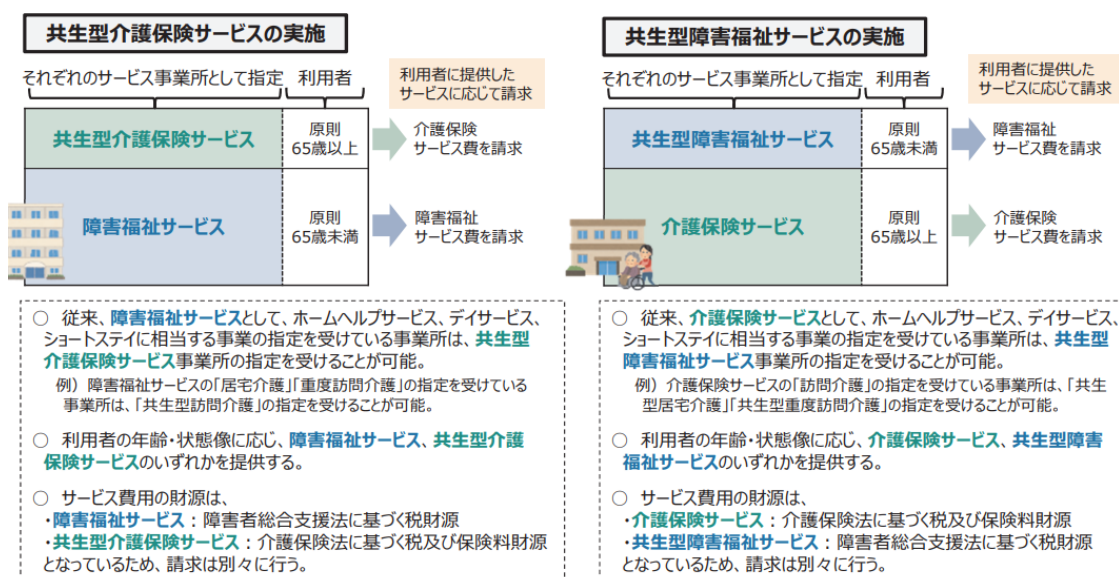 共生型介護保険サービスの実施
それぞれのサービス事業所として指定
利用者
利用者に提供した
サービスに応じて請求
共生型介護保険サービス
原則
65歳以上
介護保険
サービス費を請求
障害福祉サービス
原則
65歳未満
障害福祉
サービス費を請求
○ 従来、障害福祉サービスとして、ホームヘルプサービス、デイサービス、
ショートステイに相当する事業の指定を受けている事業所は、共生型
介護保険サービス事業所の指定を受けることが可能。
例）障害福祉サービスの「居宅介護」「重度訪問介護」の指定を受けている
事業所は、「共生型訪問介護」の指定を受けることが可能。
○ 利用者の年齢・状態像に応じ、障害福祉サービス、共生型介護
保険サービスのいずれかを提供する。
○ サービス費用の財源は、
・障害福祉サービス：障害者総合支援法に基づく税財源
・共生型介護保険サービス：介護保険法に基づく税及び保険料財源
となっているため、請求は別々に行う。
共生型障害福祉サービスの実施
それぞれのサービス事業所として指定
利用者
利用者に提供した
サービスに応じて請求
共生型障害福祉サービス
原則
65歳未満
障害福祉
サービス費を請求
介護保険サービス
原則
65歳以上
介護保険
サービス費を請求
○ 従来、介護保険サービスとして、ホームヘルプサービス、デイサービス、
ショートステイに相当する事業の指定を受けている事業所は、共生型
障害福祉サービス事業所の指定を受けることが可能。
例）介護保険サービスの「訪問介護」の指定を受けている事業所は、「共生
型居宅介護」「共生型重度訪問介護」の指定を受けることが可能。
○ 利用者の年齢・状態像に応じ、介護保険サービス、共生型障害
福祉サービスのいずれかを提供する。
○ サービス費用の財源は、
・介護保険サービス：介護保険法に基づく税及び保険料財源
・共生型障害福祉サービス：障害者総合支援法に基づく税財源
となっているため、請求は別々に行う。